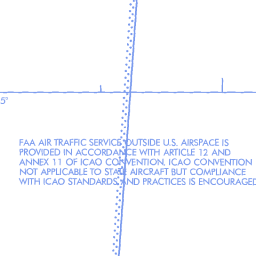 5°
FAA AIR TRAFFIC SERVICE OUTSIDE U.S. AIRSPACE IS
PROVIDED IN ACCORDANCE WITH ARTICLE 12 AND
ANNEX 11 OF ICAO CONVENTION. ICAO CONVENTION
NOT APPLICABLE TO STATE AIRCRAFT BUT COMPLIANCE
WITH ICAO STANDARDS AND PRACTICES IS ENCOURAGED